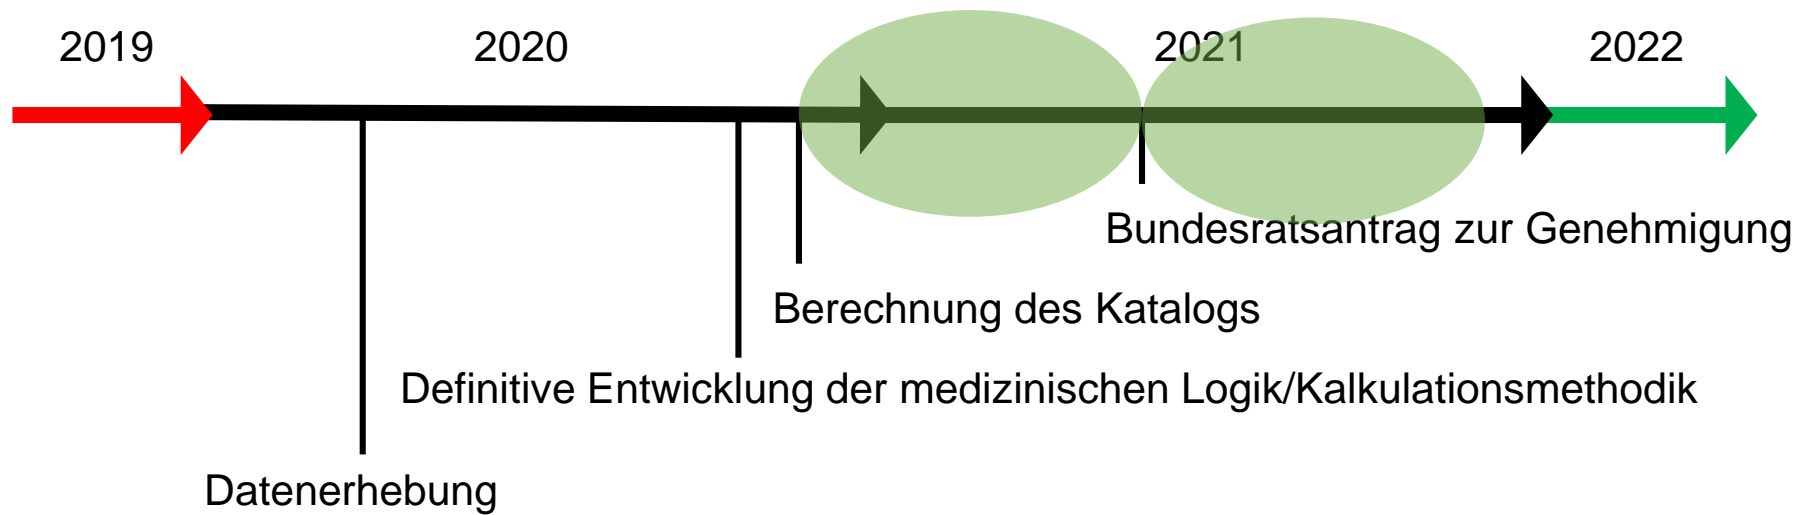 2019
2020
2021
2022
Bundesratsantrag zur Genehmigung
Berechnung des Katalogs
Definitive Entwicklung der medizinischen Logik/Kalkulationsmethodik
Datenerhebung